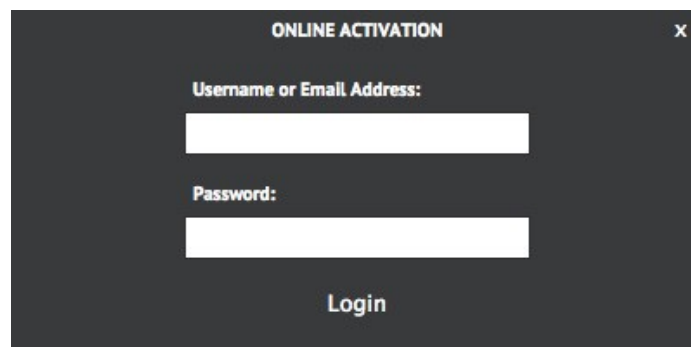 ONLINE ACTIVATION x
Username or Email Address:
Password:
Login